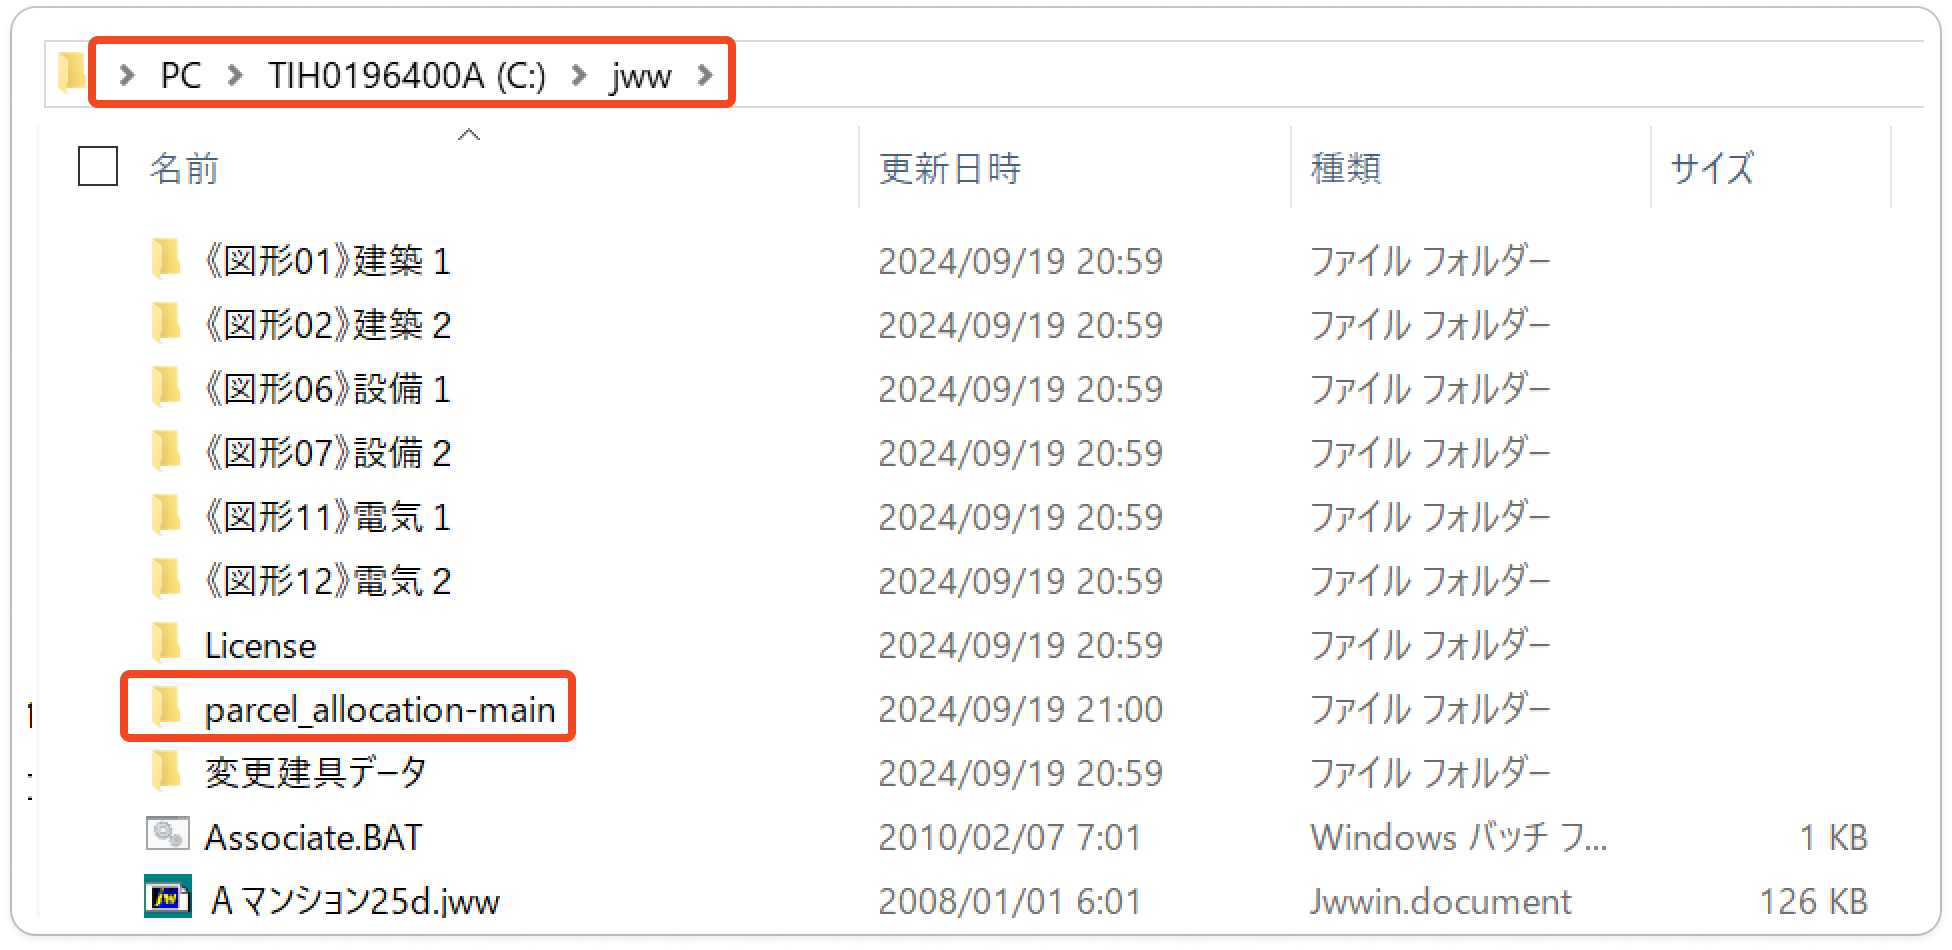 PC > TIH0196400A (C:) > jww >
名前 更新日時 種類 サイズ
《図形01》建築 1 2024/09/19 20:59 ファイル フォルダー
《図形02》建築 2 2024/09/19 20:59 ファイル フォルダー
《図形06》設備 1 2024/09/19 20:59 ファイル フォルダー
《図形07》設備 2 2024/09/19 20:59 ファイル フォルダー
《図形11》電気 1 2024/09/19 20:59 ファイル フォルダー
《図形12》電気 2 2024/09/19 20:59 ファイル フォルダー
License 2024/09/19 20:59 ファイル フォルダー
parcel_allocation-main 2024/09/19 21:00 ファイル フォルダー
変更建具データ 2024/09/19 20:59 ファイル フォルダー
Associate.BAT 2010/02/07 7:01 Windows バッチ フ... 1 KB
Aマンション25d.jww 2008/01/01 6:01 Jwwin.document 126 KB